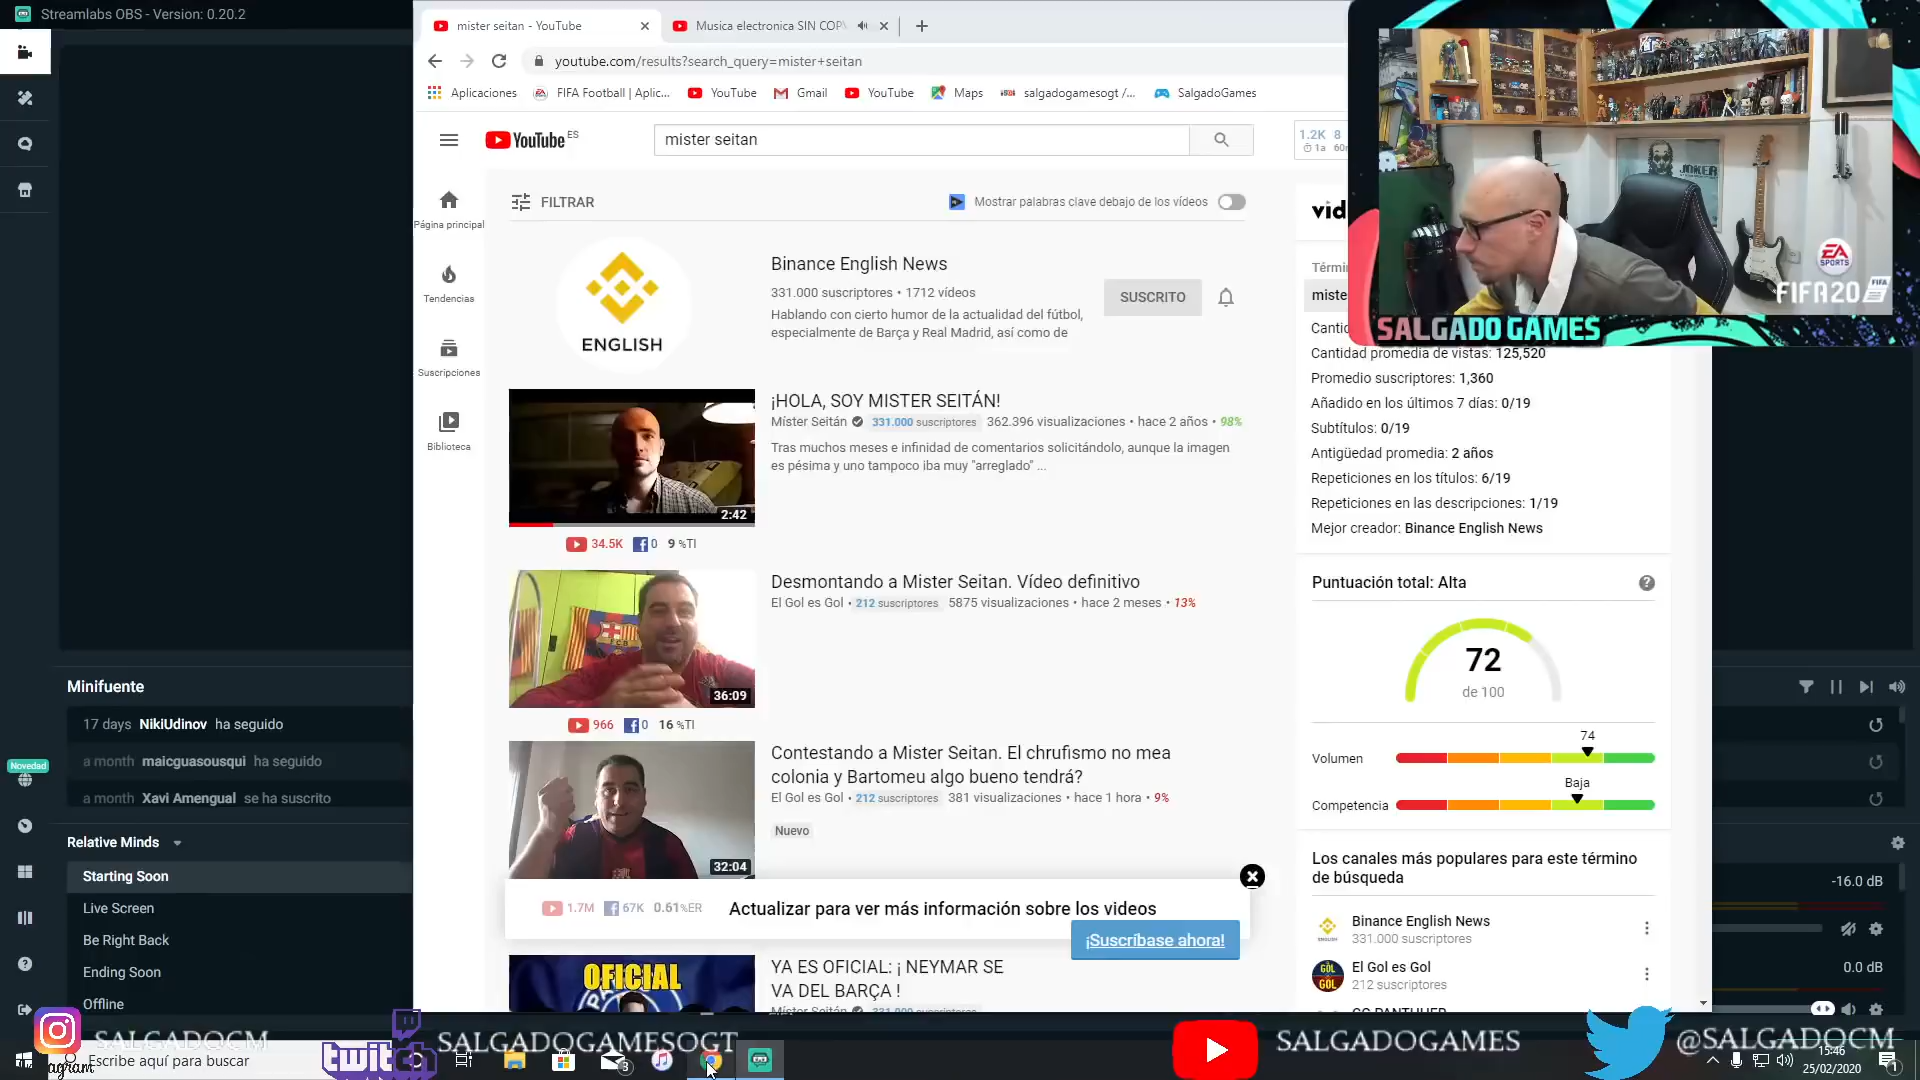 Streamlabs OBS - Version: 0.20.2
mister seitan - YouTube
Musica electronica SIN COP
youtube.com/results?search_query=mister+seitan
Aplicaciones
FIFA Football | Aplic...
YouTube
Gmail
YouTube
Maps
salgadogamesogt /...
SalgadoGames
YouTube ES
mister seitan
1.2K 8
1a 60
Página principal
Tendencias
Suscripciones
Biblioteca
FILTRAR
Mostrar palabras clave debajo de los vídeos
ENGLISH
Binance English News
331.000 suscriptores • 1712 vídeos
Hablando con cierto humor de la actualidad del fútbol,
especialmente de Barça y Real Madrid, así como de
SUSCRITO
¡HOLA, SOY MISTER SEITÁN!
Míster Seitán 331.000 suscriptores 362.396 visualizaciones • hace 2 años • 98%
Tras muchos meses e infinidad de comentarios solicitándolo, aunque la imagen
es pésima y uno tampoco iba muy "arreglado" ...
2:42
34.5K 0 9 %TI
Desmontando a Mister Seitan. Vídeo definitivo
El Gol es Gol • 212 suscriptores 5875 visualizaciones • hace 2 meses • 13%
36:09
966 0 16 %TI
Contestando a Mister Seitan. El chrufismo no mea
colonia y Bartomeu algo bueno tendrá?
El Gol es Gol • 212 suscriptores 381 visualizaciones • hace 1 hora • 9%
Nuevo
32:04
1.7M 67K 0.61%ER
Actualizar para ver más información sobre los videos
¡Suscríbase ahora!
OFICIAL
YA ES OFICIAL: ¡ NEYMAR SE
VA DEL BARÇA !
Míster Seitán 331.000 suscriptores
vid
Térmi
miste
Canti
Cantidad promedia de vistas: 125,520
Promedio suscriptores: 1,360
Añadido en los últimos 7 días: 0/19
Subtítulos: 0/19
Antigüedad promedia: 2 años
Repeticiones en los títulos: 6/19
Repeticiones en las descripciones: 1/19
Mejor creador: Binance English News
Puntuación total: Alta
72
de 100
74
Volumen
Baja
Competencia
Los canales más populares para este término
de búsqueda
Binance English News
331.000 suscriptores
El Gol es Gol
212 suscriptores
JOKER
EA
SPORTS
FIFA20
FIFA
SALGADO GAMES
Minifuente
17 days NikiUdinov ha seguido
a month maicguasousqui ha seguido
a month Xavi Amengual se ha suscrito
Novedad
Relative Minds
Starting Soon
Live Screen
Be Right Back
Ending Soon
Offline
-16.0 dB
0.0 dB
SALGADOCM
twitch
SALGADOGAMESOGT
SALGADOGAMES
@SALGADOCM
Escribe aquí para buscar
agram
3
15:46
25/02/2020
1